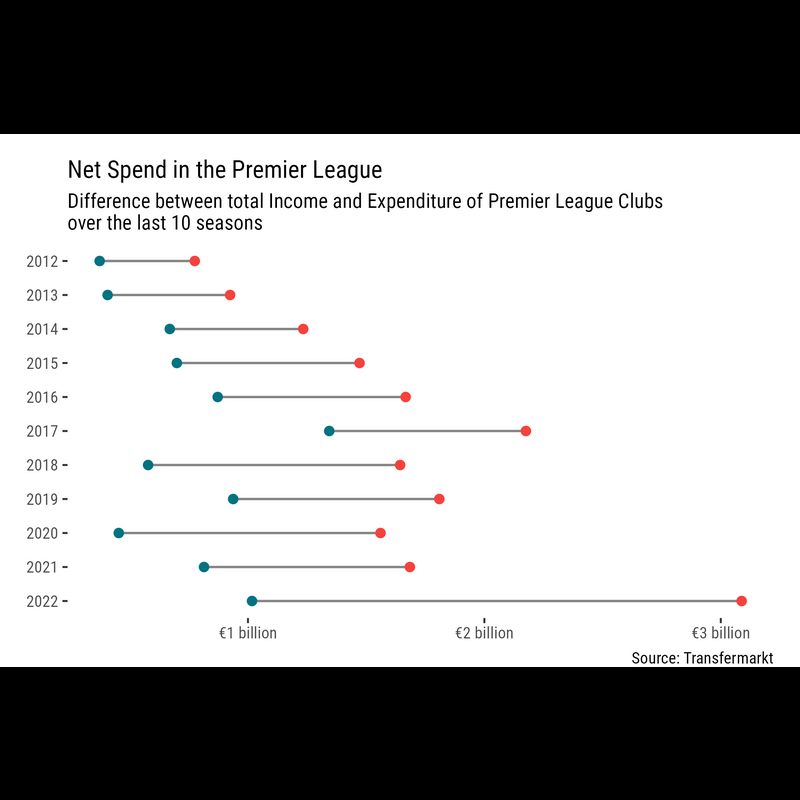 Net Spend in the Premier League
Difference between total Income and Expenditure of Premier League Clubs
over the last 10 seasons
2012
2013
2014
2015
2016
2017
2018
2019
2020
2021
2022
€1 billion
€2 billion
€3 billion
Source: Transfermarkt